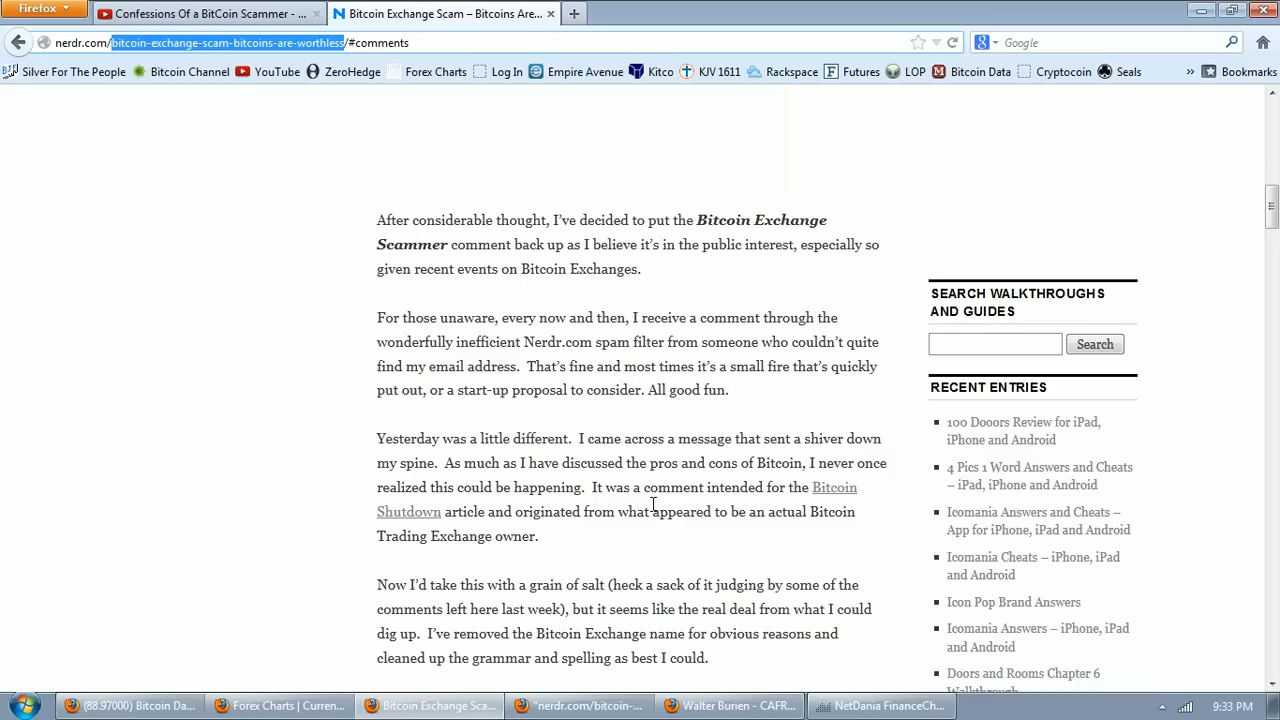 Firefox
Confessions Of a BitCoin Scammer - ...
Bitcoin Exchange Scam – Bitcoins Are...
nerdr.com/bitcoin-exchange-scam-bitcoins-are-worthless/#comments
Google
Silver For The People
Bitcoin Channel
YouTube
ZeroHedge
Forex Charts
Log In
Empire Avenue
Kitco
KJV 1611
Rackspace
Futures
LOP
Bitcoin Data
Cryptocoin
Seals
»
Bookmarks
After considerable thought, I've decided to put the Bitcoin Exchange
Scammer comment back up as I believe it's in the public interest, especially so
given recent events on Bitcoin Exchanges.
For those unaware, every now and then, I receive a comment through the
wonderfully inefficient Nerdr.com spam filter from someone who couldn't quite
find my email address.  That's fine and most times it's a small fire that's quickly
put out, or a start-up proposal to consider. All good fun.
Yesterday was a little different.  I came across a message that sent a shiver down
my spine.  As much as I have discussed the pros and cons of Bitcoin, I never once
realized this could be happening.  It was a comment intended for the Bitcoin
Shutdown article and originated from what appeared to be an actual Bitcoin
Trading Exchange owner.
Now I'd take this with a grain of salt (heck a sack of it judging by some of the
comments left here last week), but it seems like the real deal from what I could
dig up.  I've removed the Bitcoin Exchange name for obvious reasons and
cleaned up the grammar and spelling as best I could.
SEARCH WALKTHROUGHS
AND GUIDES
Search
RECENT ENTRIES
100 Dooors Review for iPad,
iPhone and Android
4 Pics 1 Word Answers and Cheats
– iPad, iPhone and Android
Icomania Answers and Cheats –
App for iPhone, iPad and Android
Icomania Cheats – iPhone, iPad
and Android
Icon Pop Brand Answers
Icomania Answers – iPhone, iPad
and Android
Doors and Rooms Chapter 6
Walkthrough
(88.97000) Bitcoin Da...
Forex Charts | Curren...
Bitcoin Exchange Sca...
"nerdr.com/bitcoin-...
Walter Burien - CAFR...
NetDania FinanceCh...
9:33 PM